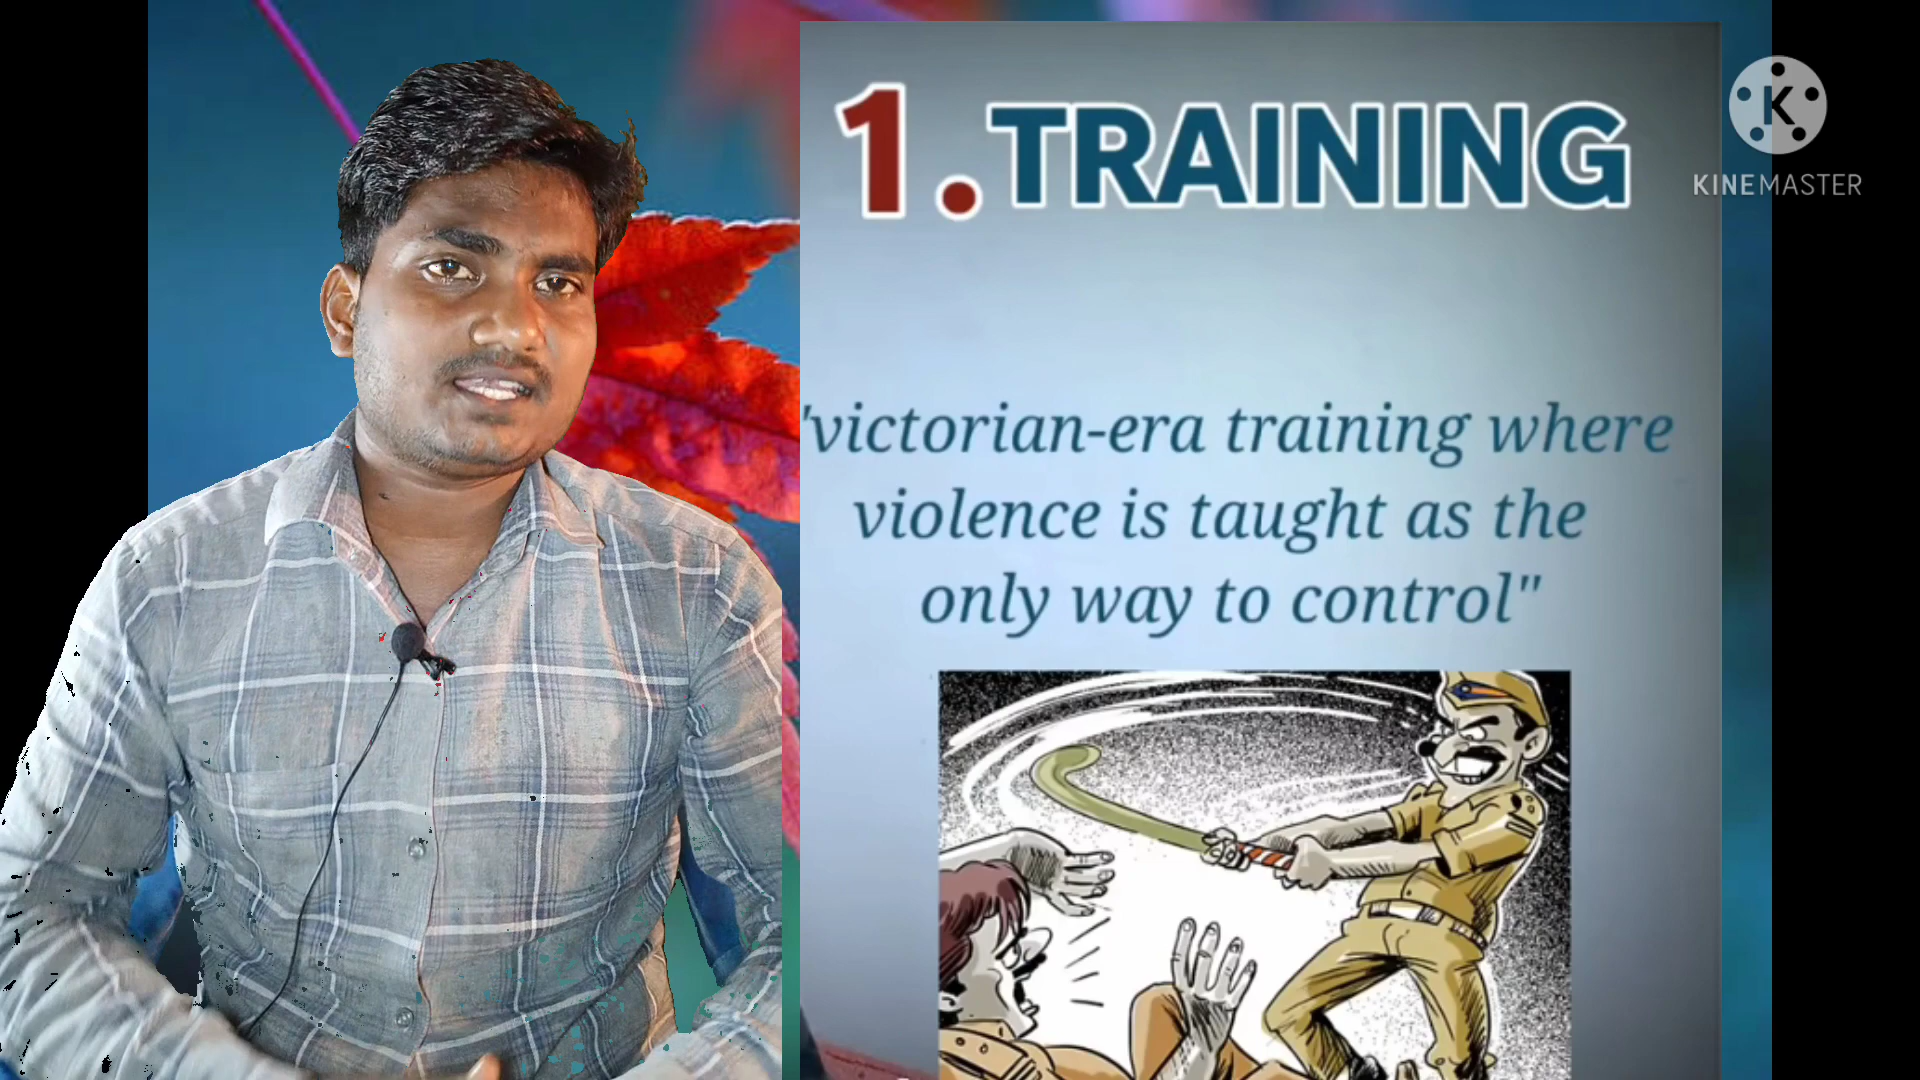 1.TRAINING
K
KINEMASTER
"victorian-era training where
violence is taught as the
only way to control"